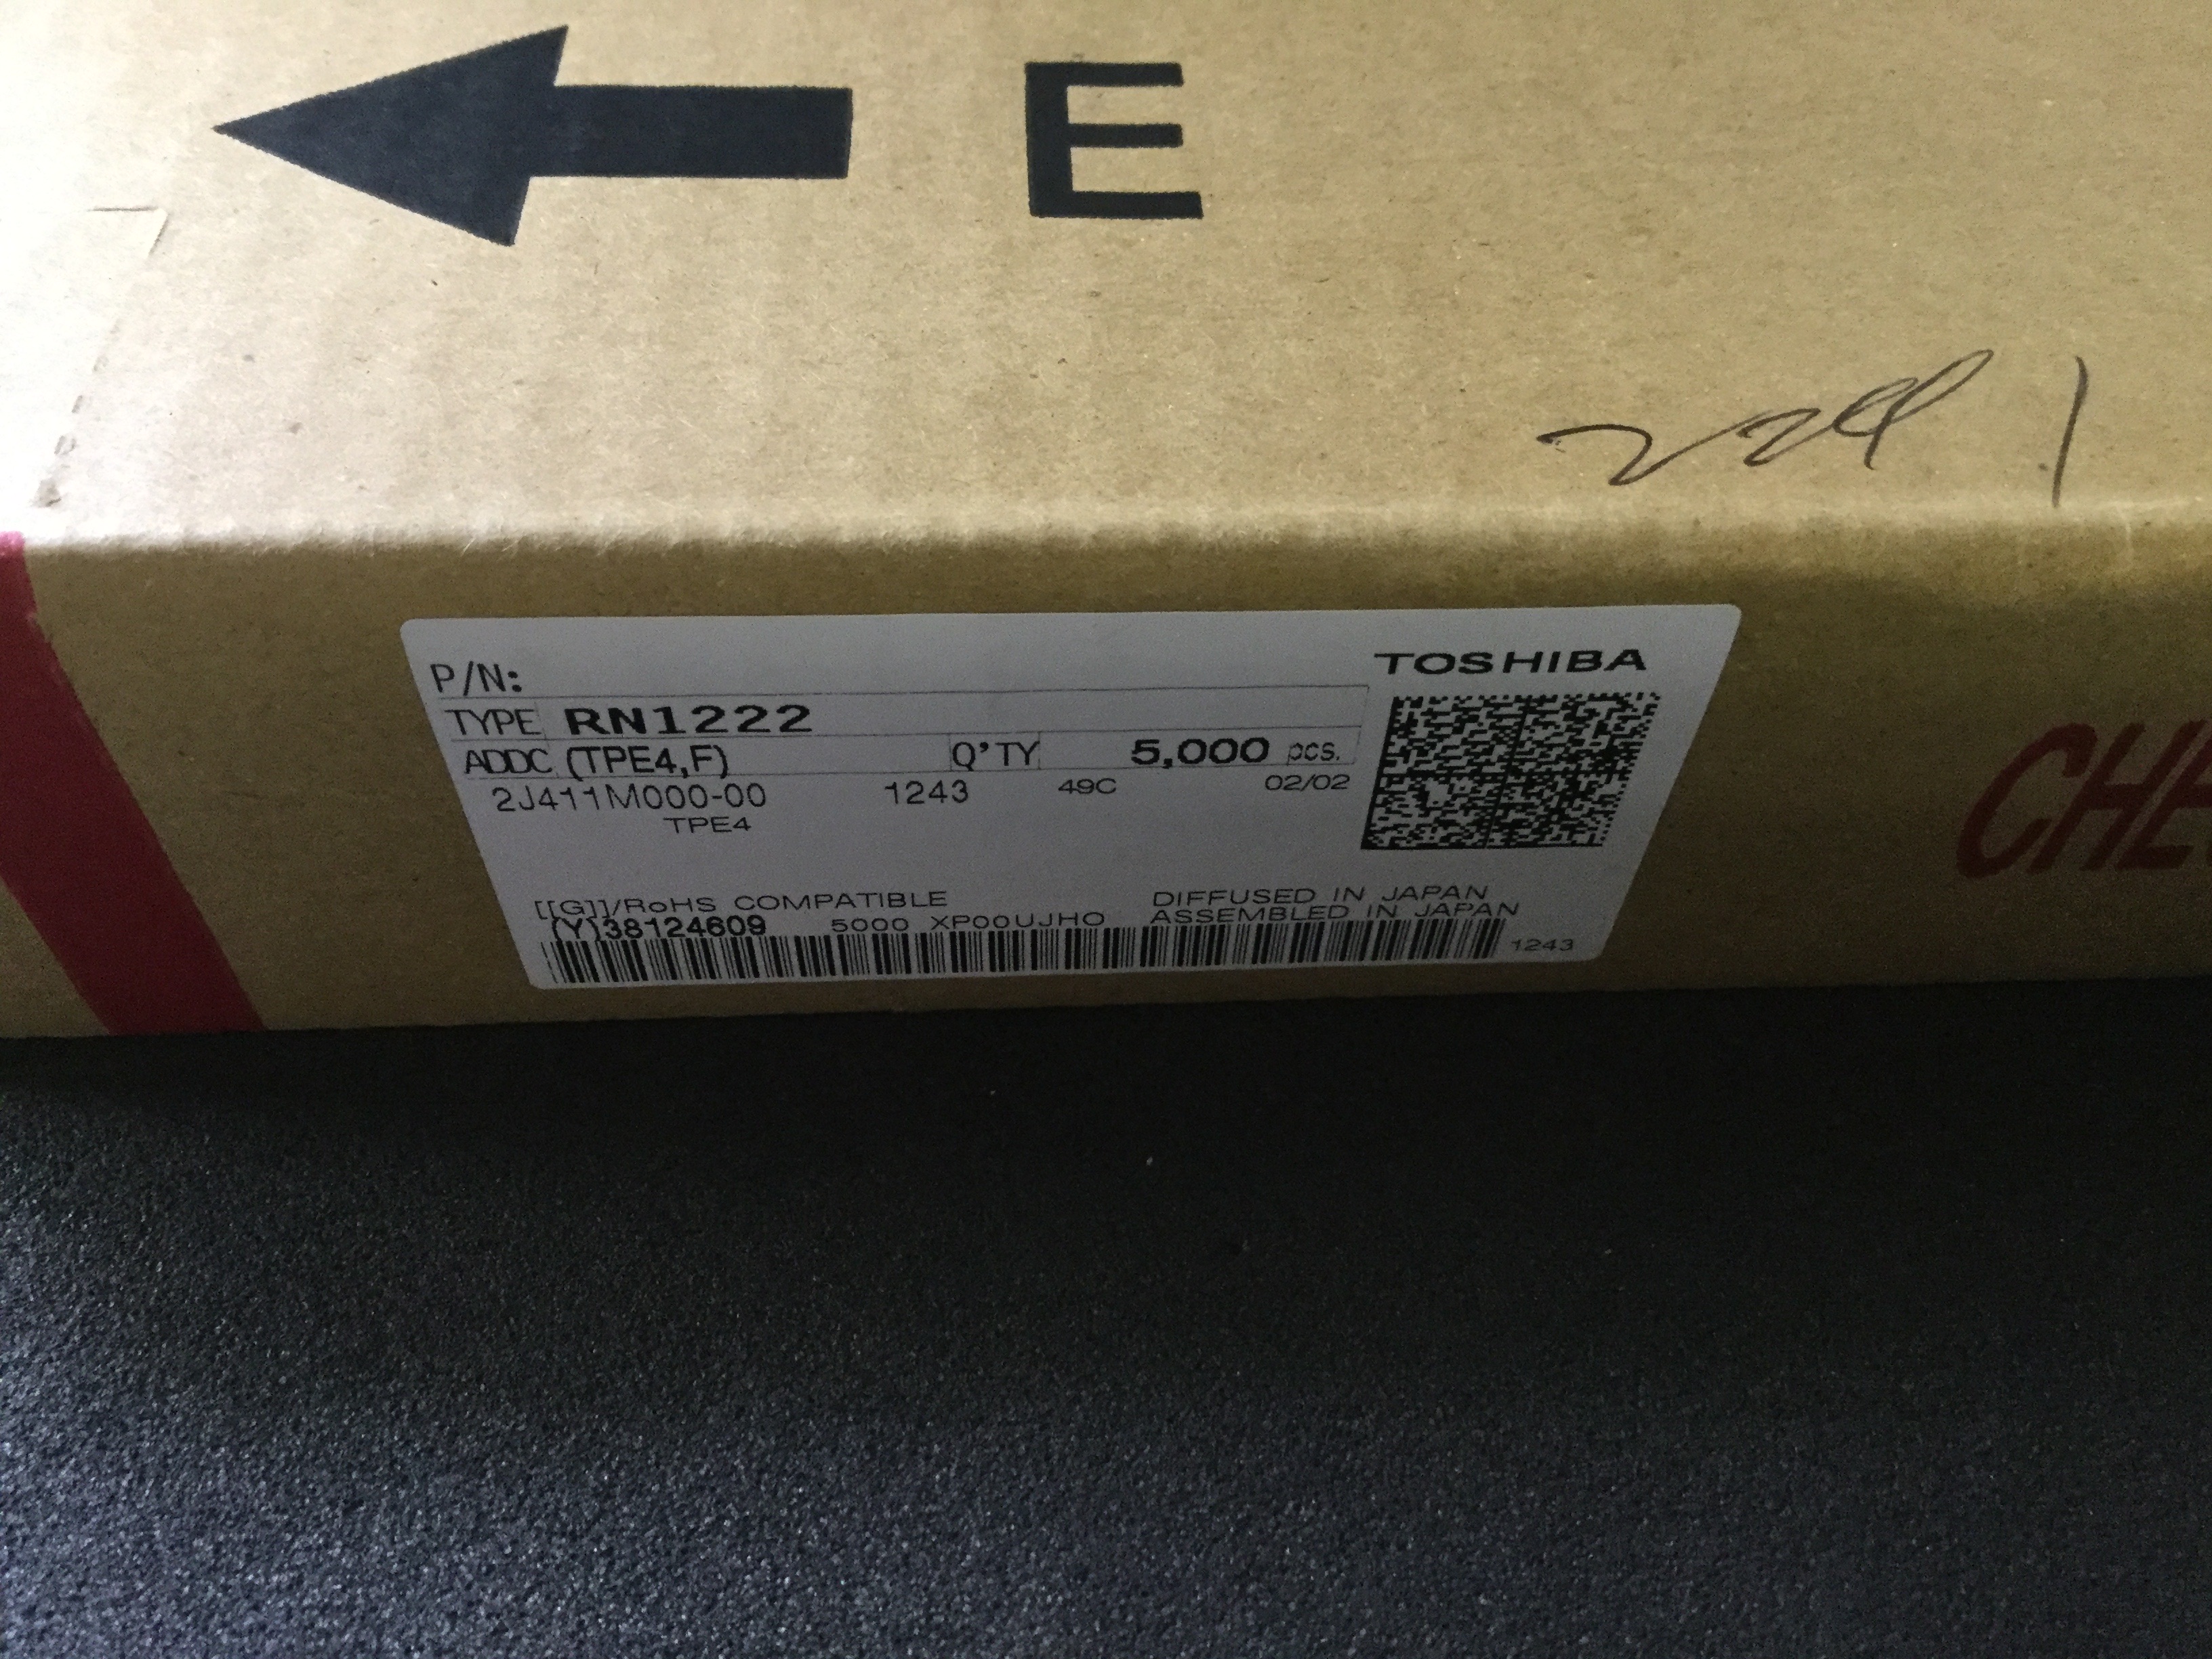 E
P/N:
TOSHIBA
TYPE RN1222
ADDC (TPE4,F) Q'TY 5,000 pcs.
2J411M000-00 1243 49C 02/02
TPE4
[[G]]/RoHS COMPATIBLE DIFFUSED IN JAPAN
(Y)38124609 5000 XP00UJHO ASSEMBLED IN JAPAN
1243